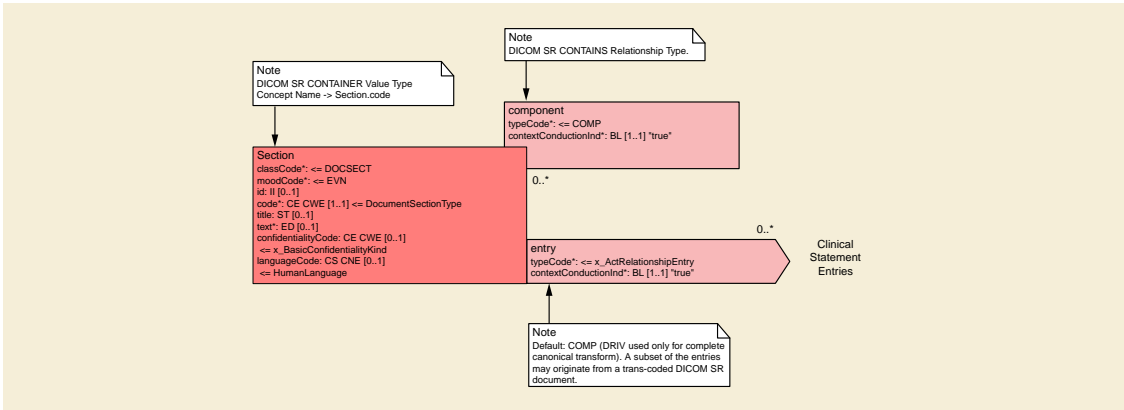 Note
DICOM SR CONTAINS Relationship Type.
Note
DICOM SR CONTAINER Value Type
Concept Name -> Section.code
component
typeCode*: <= COMP
contextConductionInd*: BL [1..1] "true"
Section
classCode*: <= DOCSECT
moodCode*: <= EVN
id: II [0..1]
code*: CE CWE [1..1] <= DocumentSectionType
title: ST [0..1]
text*: ED [0..1]
confidentialityCode: CE CWE [0..1]
<= x_BasicConfidentialityKind
languageCode: CS CNE [0..1]
<= HumanLanguage
0..*
0..*
entry
typeCode*: <= x_ActRelationshipEntry
contextConductionInd*: BL [1..1] "true"
Clinical
Statement
Entries
Note
Default: COMP (DRIV used only for complete
canonical transform). A subset of the entries
may originate from a trans-coded DICOM SR
document.